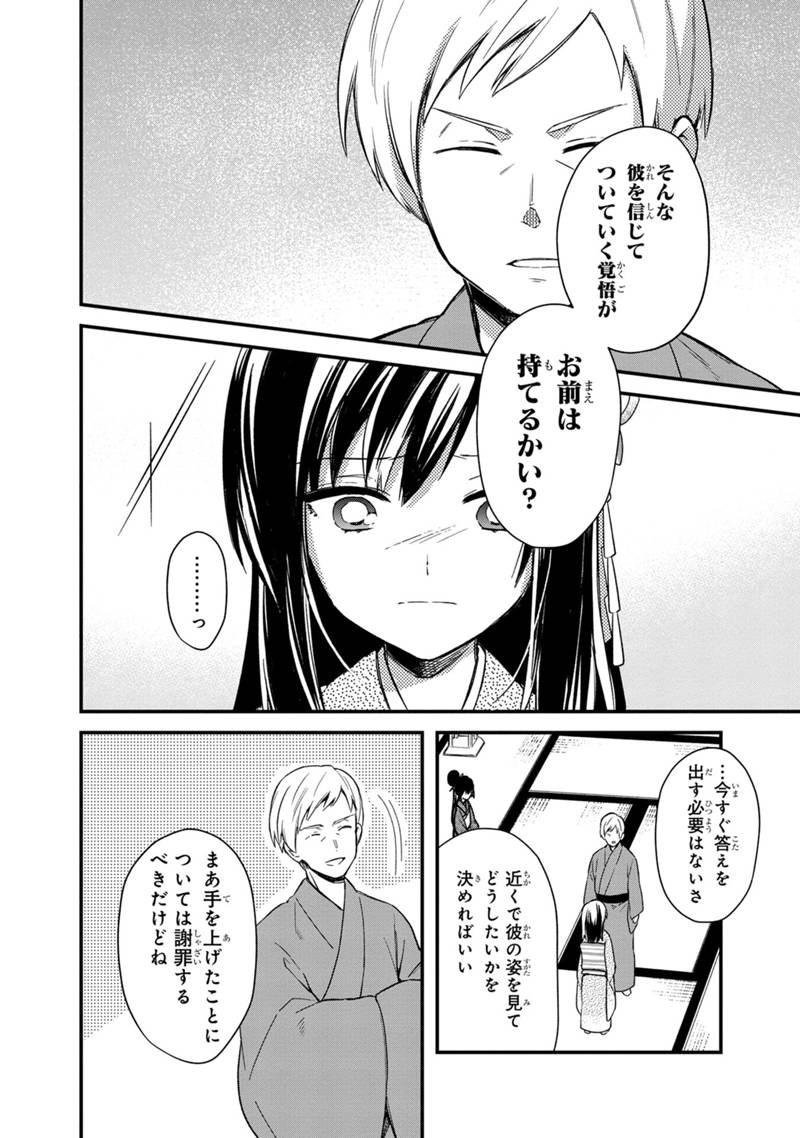 そんな
彼を信じて
ついていく覚悟が
お前は
持てるかい？
………っ
…今すぐ答えを
出す必要はないさ
近くで彼の姿を見て
どうしたいかを
決めればいい
まあ手を上げたことに
ついては謝罪する
べきだけどね